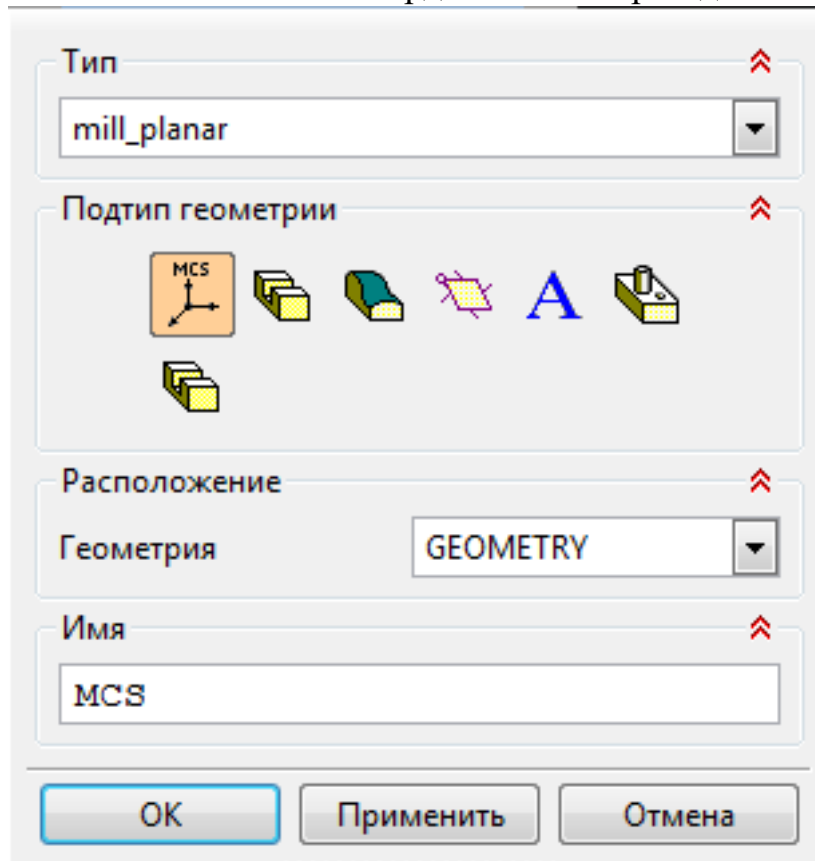 Тип
mill_planar
Подтип геометрии
MCS
A
Расположение
Геометрия GEOMETRY
Имя
MCS
OK Применить Отмена